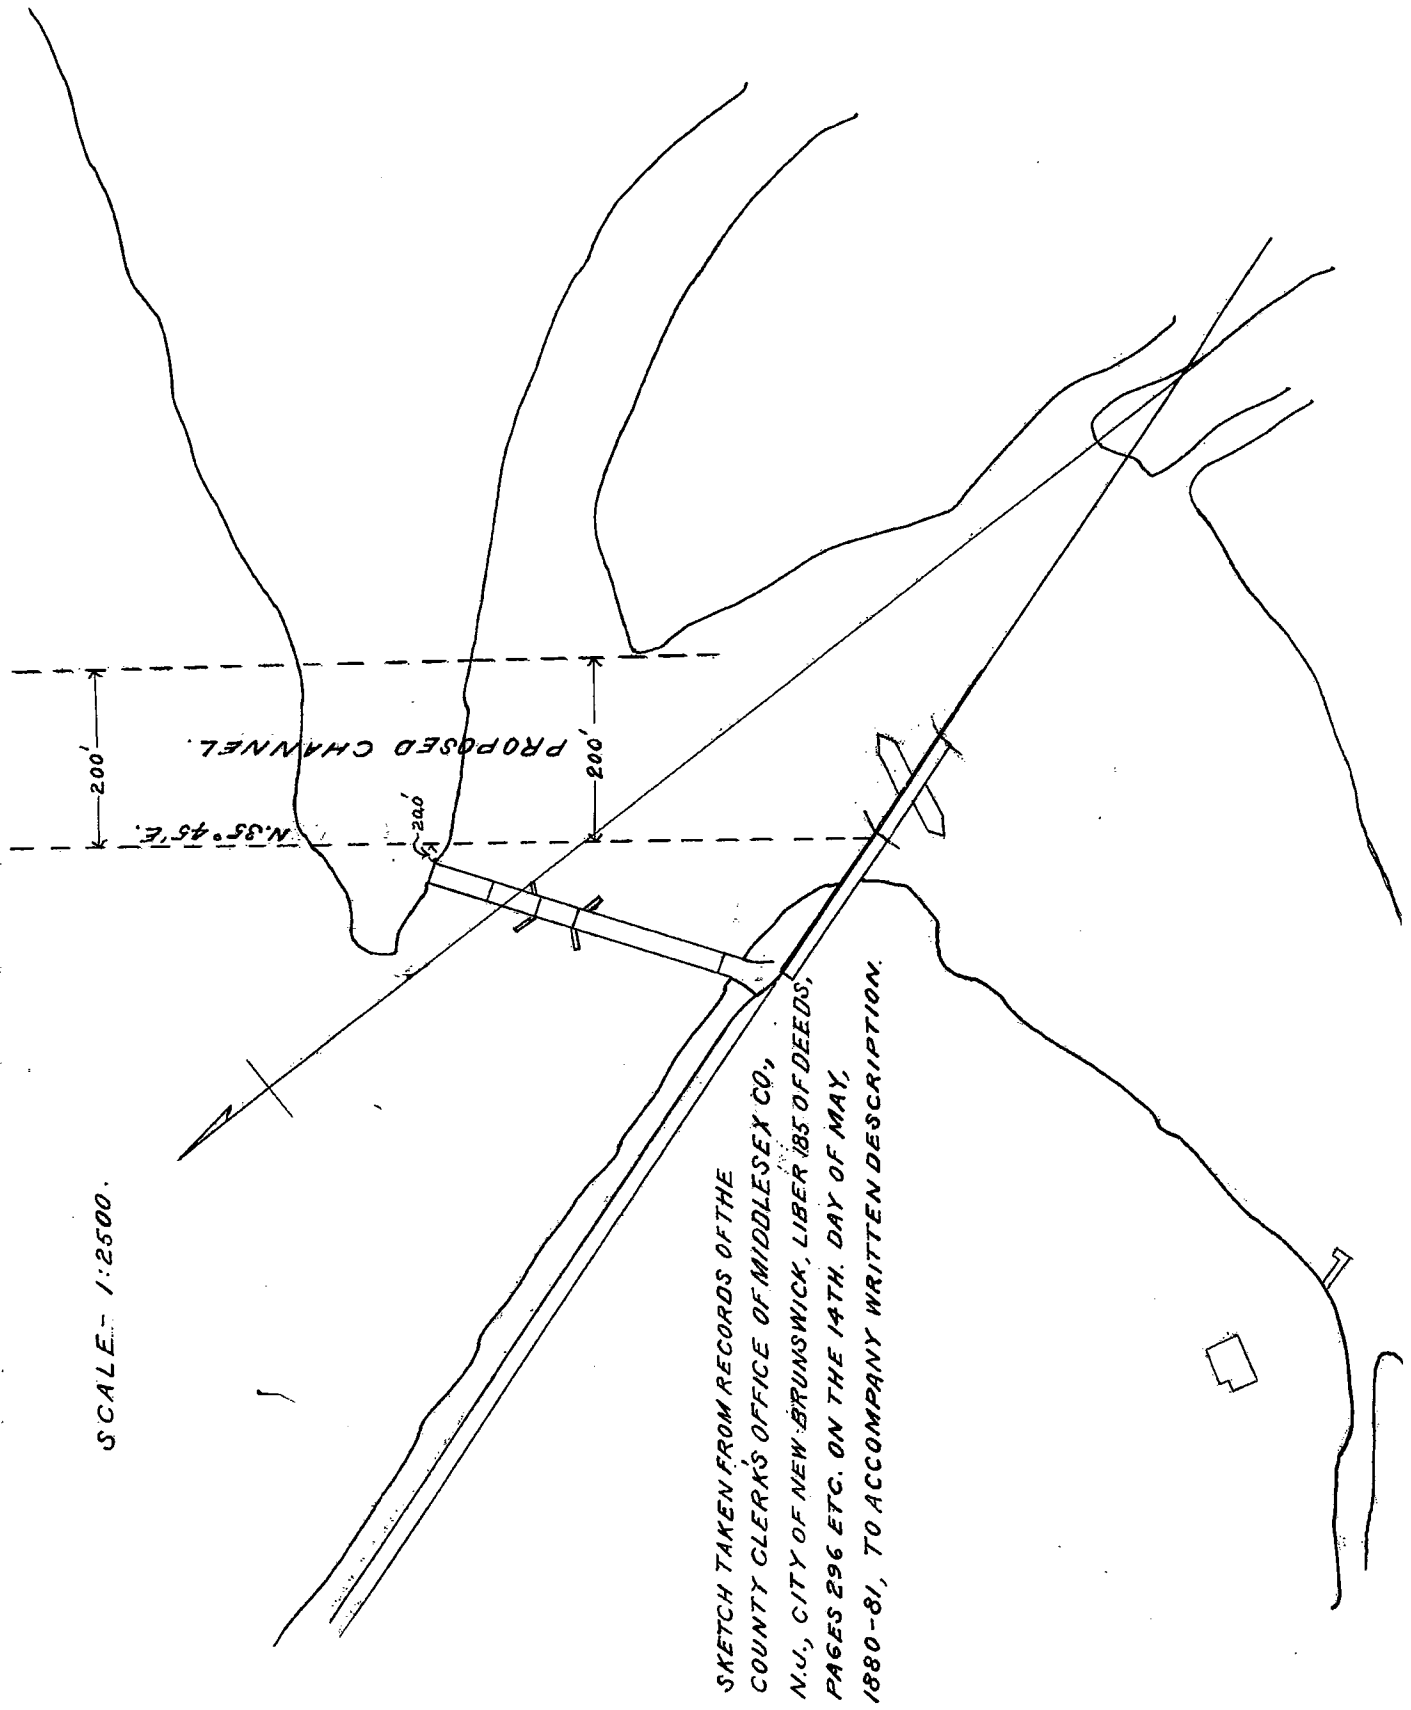 SCALE - 1:2500.
200'
PROPOSED CHANNEL.
N.35°45'E.
200'
SKETCH TAKEN FROM RECORDS OF THE
COUNTY CLERK'S OFFICE OF MIDDLESEX CO.,
N.J., CITY OF NEW BRUNSWICK, LIBER 185 OF DEEDS,
PAGES 296 ETC. ON THE 14TH. DAY OF MAY,
1880-81, TO ACCOMPANY WRITTEN DESCRIPTION.